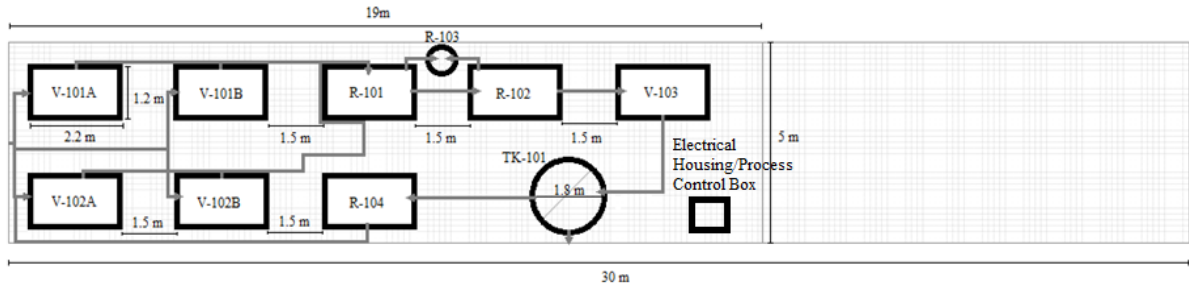 19m
R-103
V-101A
1.2 m
V-101B
R-101
R-102
V-103
2.2 m
1.5 m
1.5 m
1.5 m
5 m
Electrical
Housing/Process
Control Box
TK-101
1.8 m
V-102A
V-102B
R-104
1.5 m
1.5 m
30 m